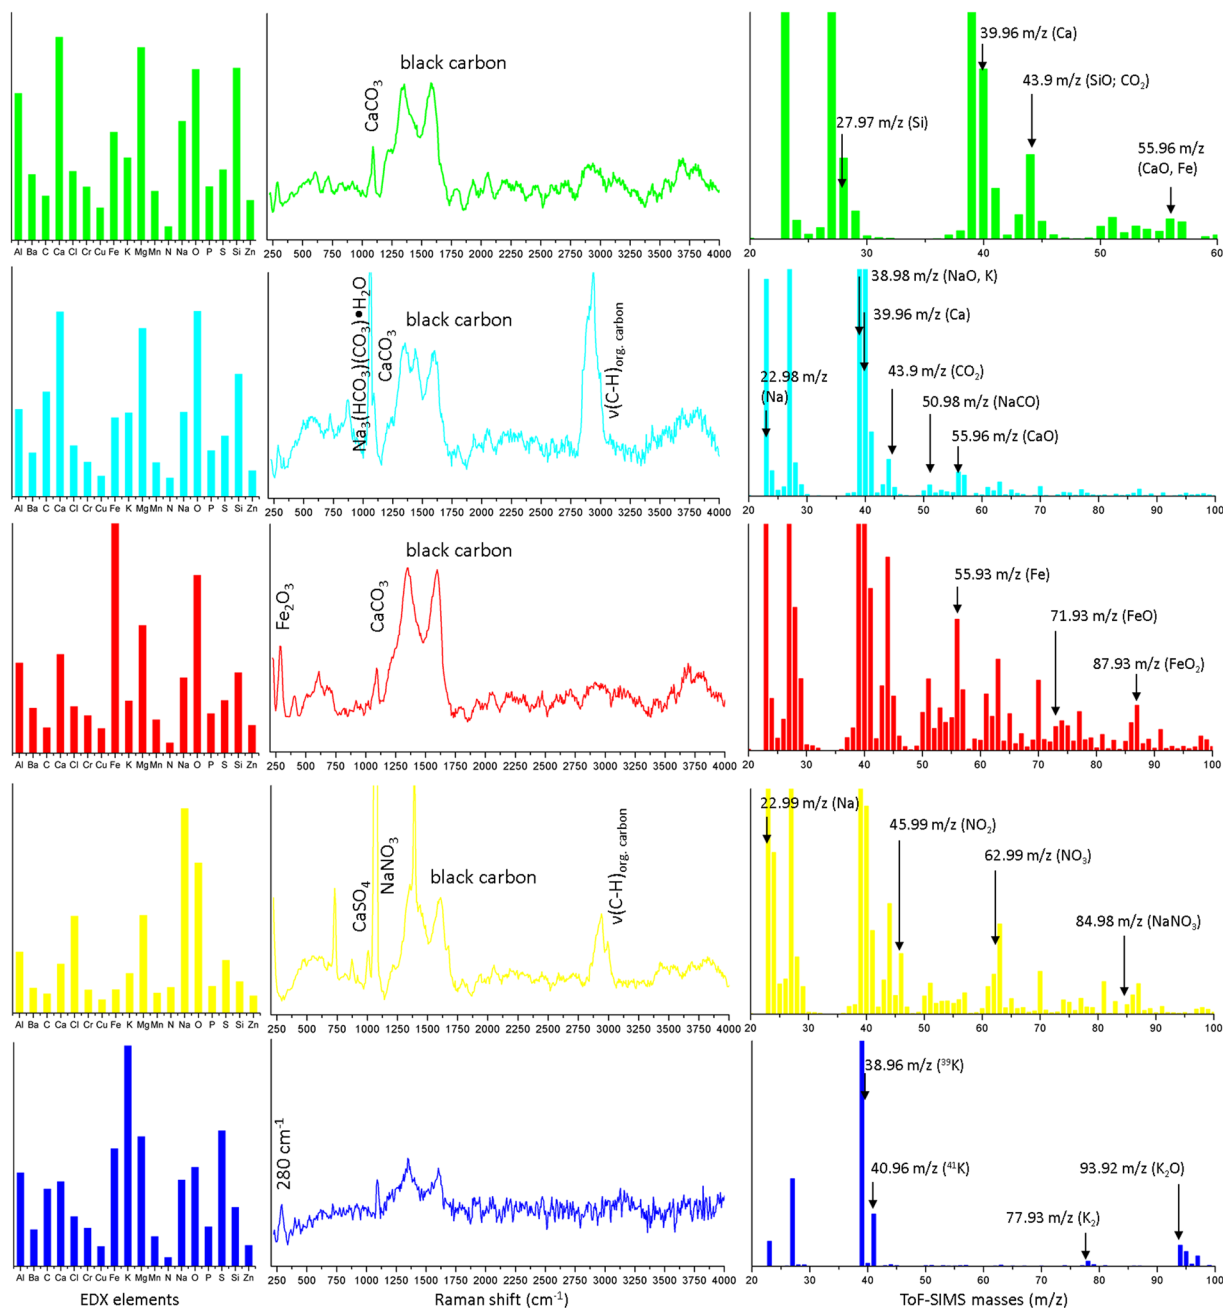 39.96 m/z (Ca)
black carbon
CaCO₃
43.9 m/z (SiO; CO₂)
27.97 m/z (Si)
55.96 m/z
(CaO, Fe)
Al Ba C Ca Cl Cr Cu Fe K Mg Mn N Na O P S Si Zn
250 500 750 1000 1250 1500 1750 2000 2250 2500 2750 3000 3250 3500 3750 4000
20 30 40 50 60
Na₃(HCO₃)(CO₃)•H₂O
CaCO₃
black carbon
ν(C-H)org. carbon
38.98 m/z (NaO, K)
39.96 m/z (Ca)
22.98 m/z
(Na)
43.9 m/z (CO₂)
50.98 m/z (NaCO)
55.96 m/z (CaO)
Al Ba C Ca Cl Cr Cu Fe K Mg Mn N Na O P S Si Zn
250 500 750 1000 1250 1500 1750 2000 2250 2500 2750 3000 3250 3500 3750 4000
20 30 40 50 60 70 80 90 100
Fe₂O₃
CaCO₃
black carbon
55.93 m/z (Fe)
71.93 m/z (FeO)
87.93 m/z (FeO₂)
Al Ba C Ca Cl Cr Cu Fe K Mg Mn N Na O P S Si Zn
250 500 750 1000 1250 1500 1750 2000 2250 2500 2750 3000 3250 3500 3750 4000
20 30 40 50 60 70 80 90 100
CaSO₄
NaNO₃
black carbon
ν(C-H)org. carbon
22.99 m/z (Na)
45.99 m/z (NO₂)
62.99 m/z (NO₃)
84.98 m/z (NaNO₃)
Al Ba C Ca Cl Cr Cu Fe K Mg Mn N Na O P S Si Zn
250 500 750 1000 1250 1500 1750 2000 2250 2500 2750 3000 3250 3500 3750 4000
20 30 40 50 60 70 80 90 100
280 cm⁻¹
38.96 m/z (³⁹K)
40.96 m/z (⁴¹K)
93.92 m/z (K₂O)
77.93 m/z (K₂)
Al Ba C Ca Cl Cr Cu Fe K Mg Mn N Na O P S Si Zn
250 500 750 1000 1250 1500 1750 2000 2250 2500 2750 3000 3250 3500 3750 4000
20 30 40 50 60 70 80 90 100
EDX elements
Raman shift (cm⁻¹)
ToF-SIMS masses (m/z)